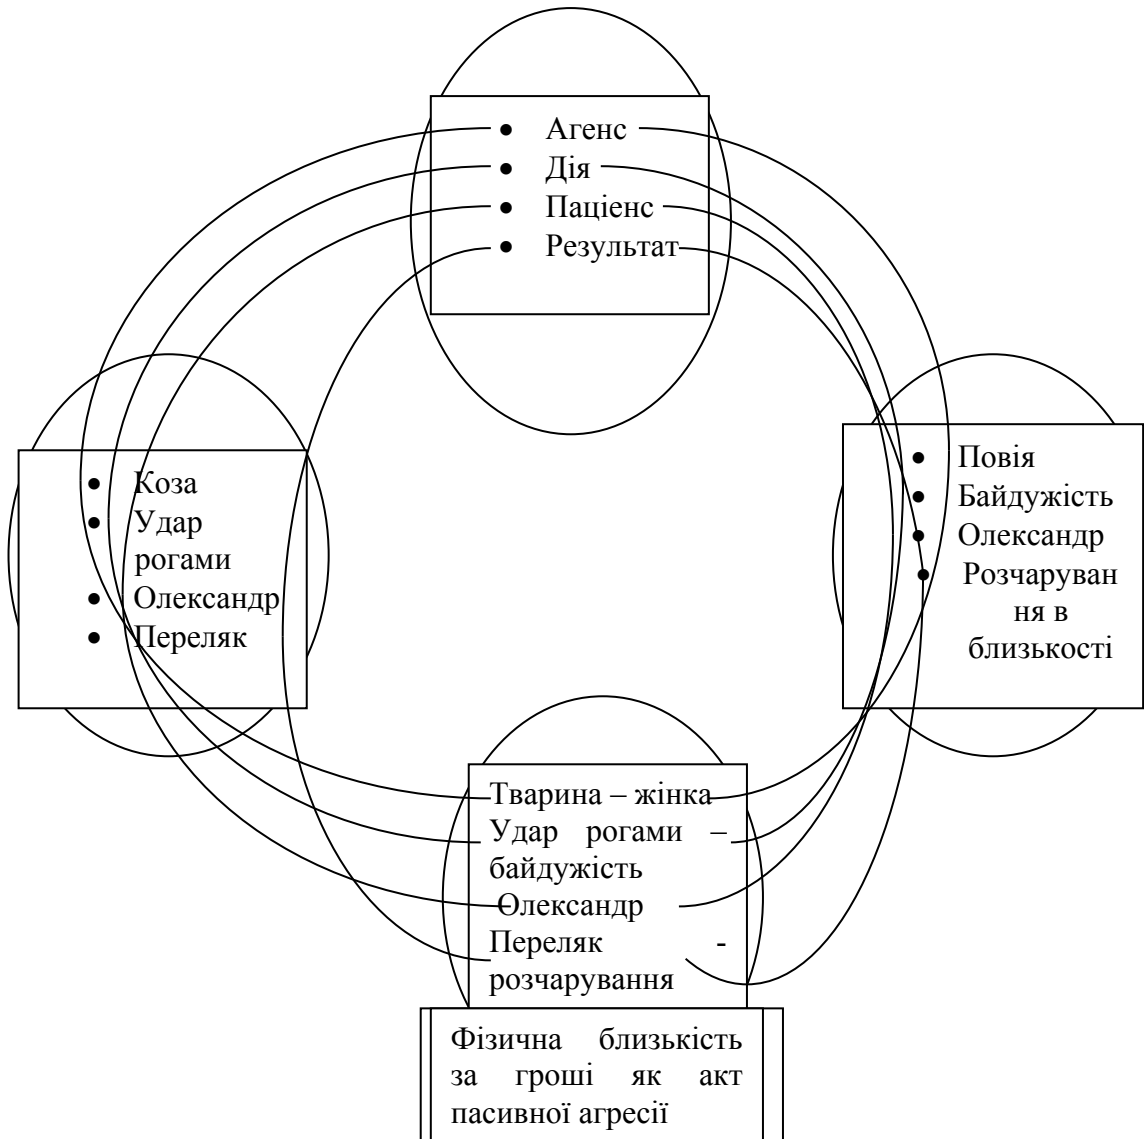 • Агенс
• Дія
• Паціенс
• Результат
• Коза
• Удар
рогами
• Олександр
• Переляк
• Повія
• Байдужість
• Олександр
• Розчаруван
ня в
близькості
Тварина – жінка
Удар рогами –
байдужість
Олександр
Переляк -
розчарування
Фізична близькість
за гроші як акт
пасивної агресії